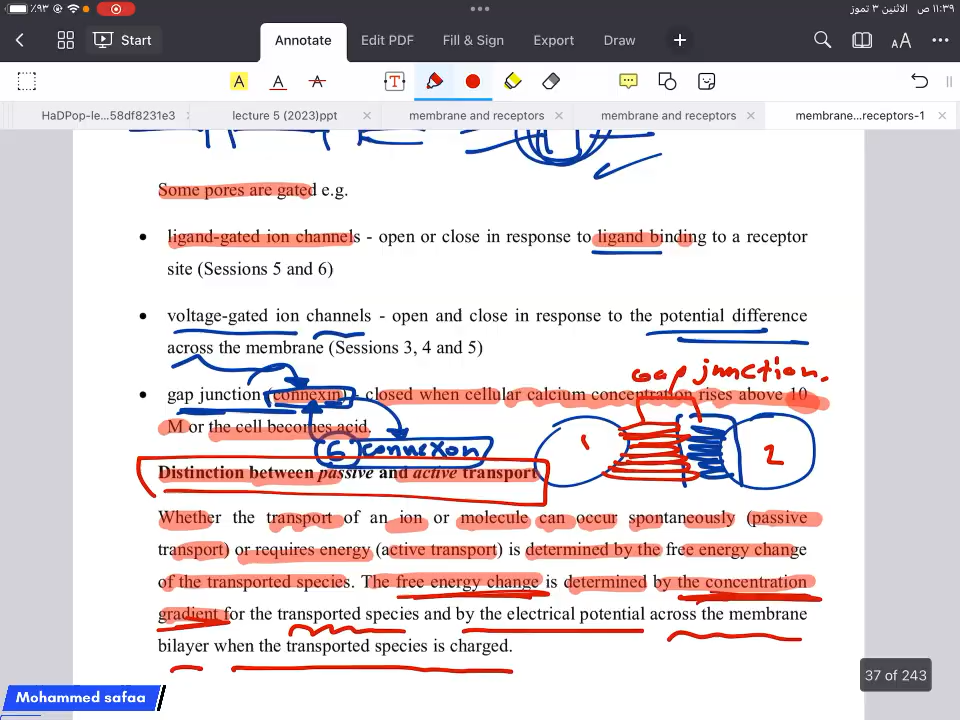 ٪٩٣ ١١:٣٩ ص الاثنين ٣ تموز
Start Annotate Edit PDF Fill & Sign Export Draw
HaDPop-le...58df8231e3 lecture 5 (2023)ppt membrane and receptors membrane and receptors membrane...receptors-1
Some pores are gated e.g.
ligand-gated ion channels - open or close in response to ligand binding to a receptor
site (Sessions 5 and 6)
voltage-gated ion channels - open and close in response to the potential difference
across the membrane (Sessions 3, 4 and 5)
Gap junction.
gap junction (connexin) - closed when cellular calcium concentration rises above 10
M or the cell becomes acid.
6 connexon
1 2
Distinction between passive and active transport
Whether the transport of an ion or molecule can occur spontaneously (passive
transport) or requires energy (active transport) is determined by the free energy change
of the transported species. The free energy change is determined by the concentration
gradient for the transported species and by the electrical potential across the membrane
bilayer when the transported species is charged.
37 of 243
Mohammed safaa